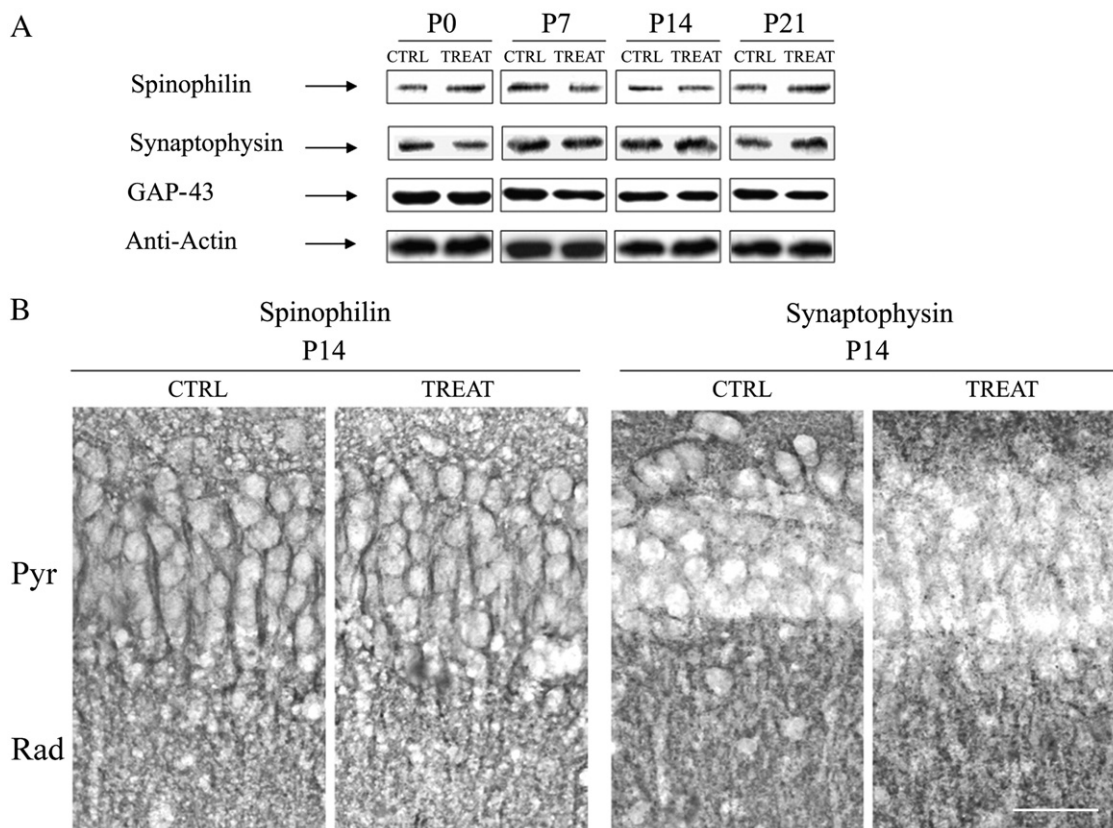 A
P0 P7 P14 P21
CTRL TREAT CTRL TREAT CTRL TREAT CTRL TREAT
Spinophilin
Synaptophysin
GAP-43
Anti-Actin
B
Spinophilin Synaptophysin
P14 P14
CTRL TREAT CTRL TREAT
Pyr
Rad